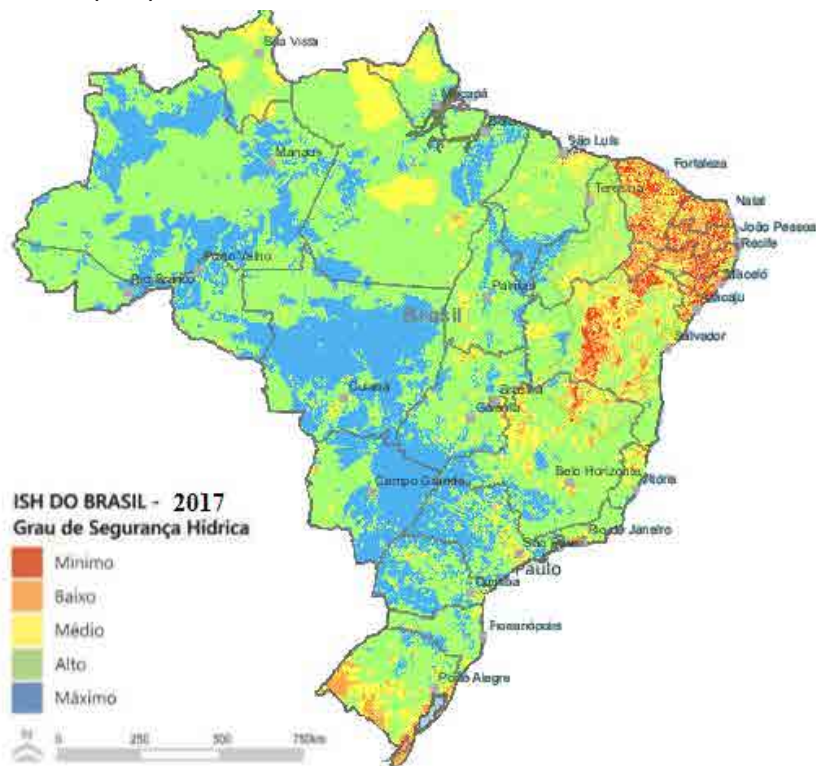 Boa Vista
Macapá
São Luís
Manaus
Fortaleza
Teresina
Natal
João Pessoa
Recife
Porto Velho
Maceió
Rio Branco
Palmas
Aracaju
Brasil
Salvador
Cuiabá
Brasília
Goiânia
Belo Horizonte
Vitória
Campo Grande
ISH DO BRASIL - 2017
Grau de Segurança Hídrica
Rio de Janeiro
São Paulo
Mínimo
Paulo
Baixo
Curitiba
Médio
Florianópolis
Alto
Porto Alegre
Máximo
N
0 250 500 750km